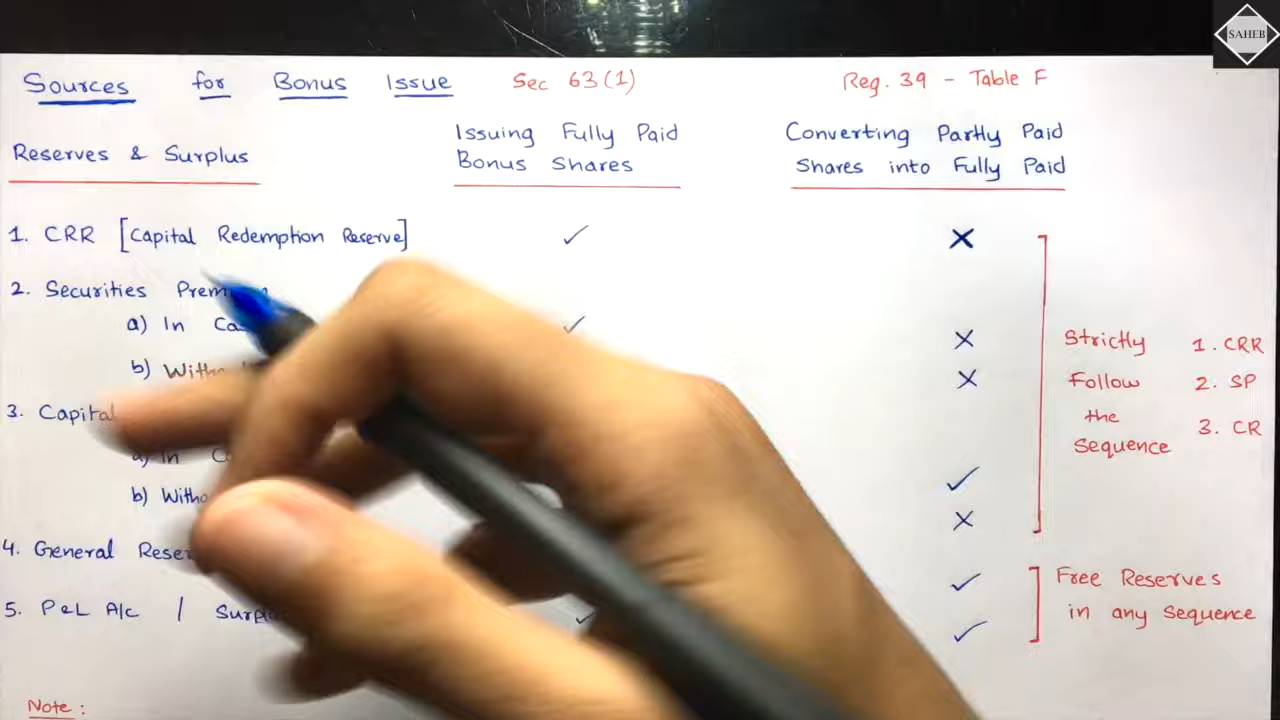 SAHEB
Sources for Bonus Issue Sec 63(1) Reg. 39 - Table F
Reserves & Surplus
Issuing Fully Paid
Bonus Shares
Converting Partly Paid
Shares into Fully Paid
1. CRR [Capital Redemption Reserve] ✓ ✗
2. Securities
a) In ✓ ✗
b) ✗
3. Capital
a) In ✓
b) ✗
4. General ✓
5. P&L A/c / ✓ ✓
Strictly
Follow
the
Sequence
1. CRR
2. SP
3. CR
Free Reserves
in any Sequence
Note :